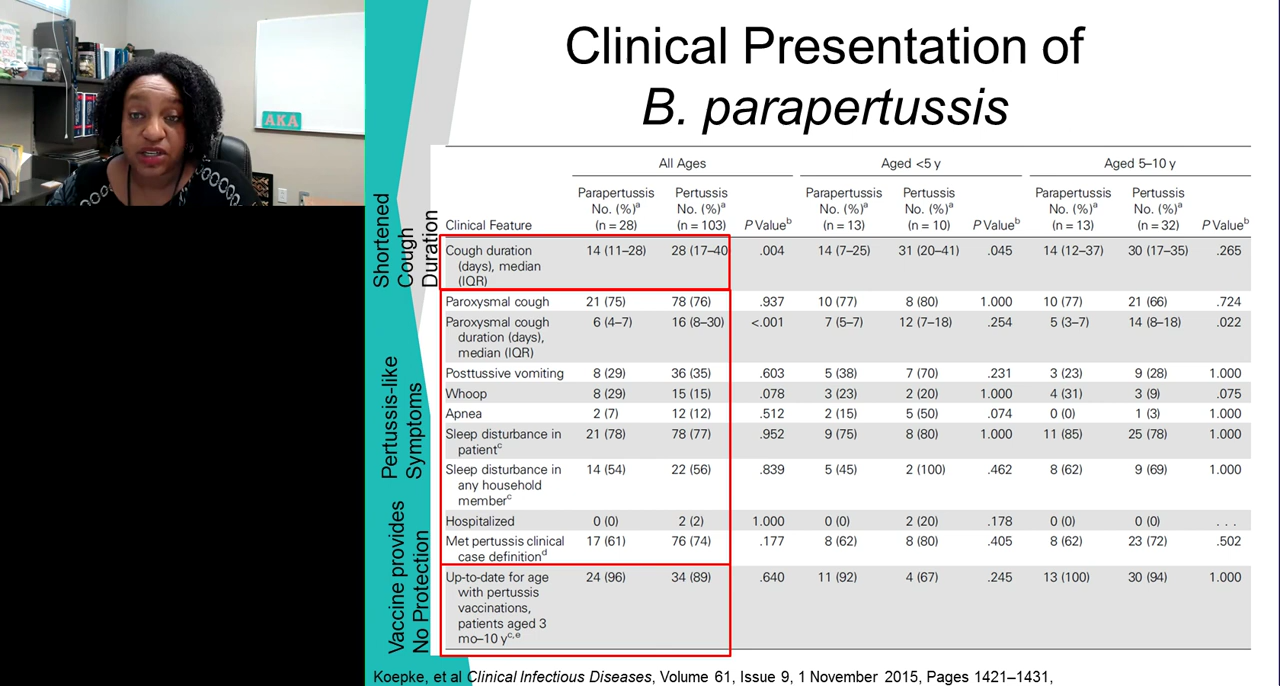 AKA
Clinical Presentation of
B. parapertussis
All Ages Aged <5 y Aged 5–10 y
Parapertussis Pertussis Parapertussis Pertussis Parapertussis Pertussis
No. (%)a No. (%)a No. (%)a No. (%)a No. (%)a No. (%)a
Clinical Feature (n = 28) (n = 103) P Valueb (n = 13) (n = 10) P Valueb (n = 13) (n = 32) P Valueb
Cough duration 14 (11–28) 28 (17–40 .004 14 (7–25) 31 (20–41) .045 14 (12–37) 30 (17–35) .265
(days), median
(IQR)
Paroxysmal cough 21 (75) 78 (76) .937 10 (77) 8 (80) 1.000 10 (77) 21 (66) .724
Paroxysmal cough 6 (4–7) 16 (8–30) <.001 7 (5–7) 12 (7–18) .254 5 (3–7) 14 (8–18) .022
duration (days),
median (IQR)
Posttussive vomiting 8 (29) 36 (35) .603 5 (38) 7 (70) .231 3 (23) 9 (28) 1.000
Whoop 8 (29) 15 (15) .078 3 (23) 2 (20) 1.000 4 (31) 3 (9) .075
Apnea 2 (7) 12 (12) .512 2 (15) 5 (50) .074 0 (0) 1 (3) 1.000
Sleep disturbance in 21 (78) 78 (77) .952 9 (75) 8 (80) 1.000 11 (85) 25 (78) 1.000
patientc
Sleep disturbance in 14 (54) 22 (56) .839 5 (45) 2 (100) .462 8 (62) 9 (69) 1.000
any household
memberc
Hospitalized 0 (0) 2 (2) 1.000 0 (0) 2 (20) .178 0 (0) 0 (0) . . .
Met pertussis clinical 17 (61) 76 (74) .177 8 (62) 8 (80) .405 8 (62) 23 (72) .502
case definitiond
Up-to-date for age 24 (96) 34 (89) .640 11 (92) 4 (67) .245 13 (100) 30 (94) 1.000
with pertussis
vaccinations,
patients aged 3
mo–10 yc,e
Shortened
Cough
Duration
Pertussis-like
Symptoms
Vaccine provides
No Protection
Koepke, et al Clinical Infectious Diseases, Volume 61, Issue 9, 1 November 2015, Pages 1421–1431,